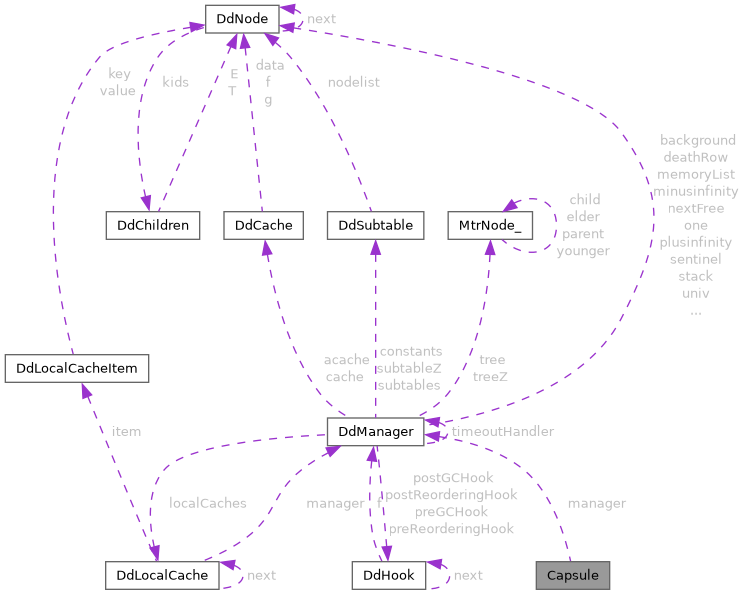 DdNode
next
key
value
kids
E
T
data
f
g
nodelist
background
deathRow
memoryList
minusinfinity
nextFree
one
plusinfinity
sentinel
stack
univ
...
DdChildren
DdCache
DdSubtable
MtrNode_
child
elder
parent
younger
DdLocalCacheItem
acache
cache
constants
subtableZ
subtables
tree
treeZ
item
DdManager
timeoutHandler
localCaches
manager
f
postGCHook
postReorderingHook
preGCHook
preReorderingHook
manager
DdLocalCache
next
DdHook
next
Capsule